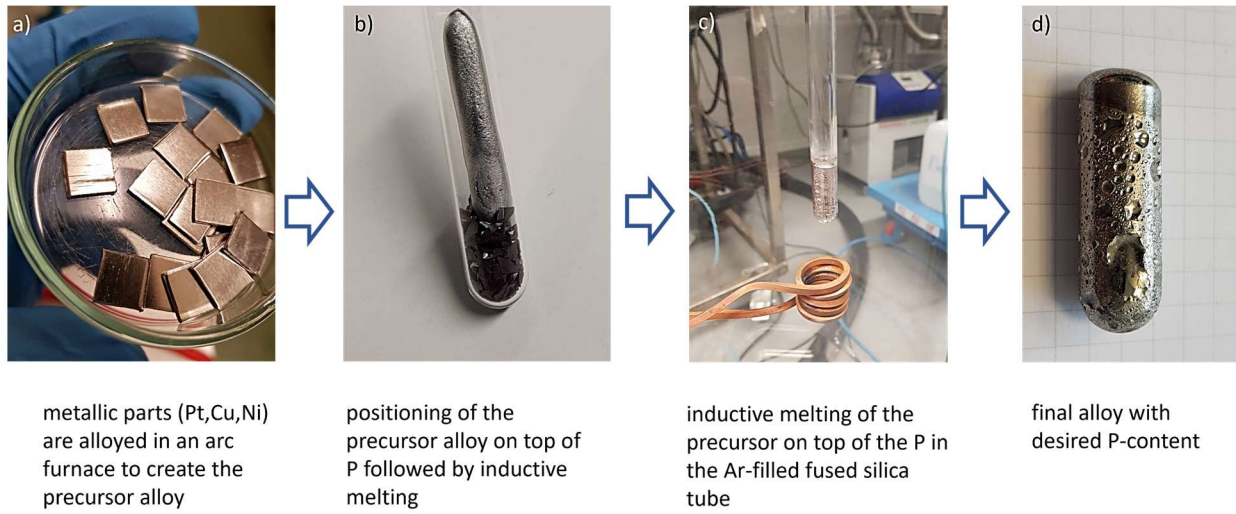 a)
b)
c)
d)
metallic parts (Pt,Cu,Ni)
are alloyed in an arc
furnace to create the
precursor alloy
positioning of the
precursor alloy on top of
P followed by inductive
melting
inductive melting of the
precursor on top of the P in
the Ar-filled fused silica
tube
final alloy with
desired P-content